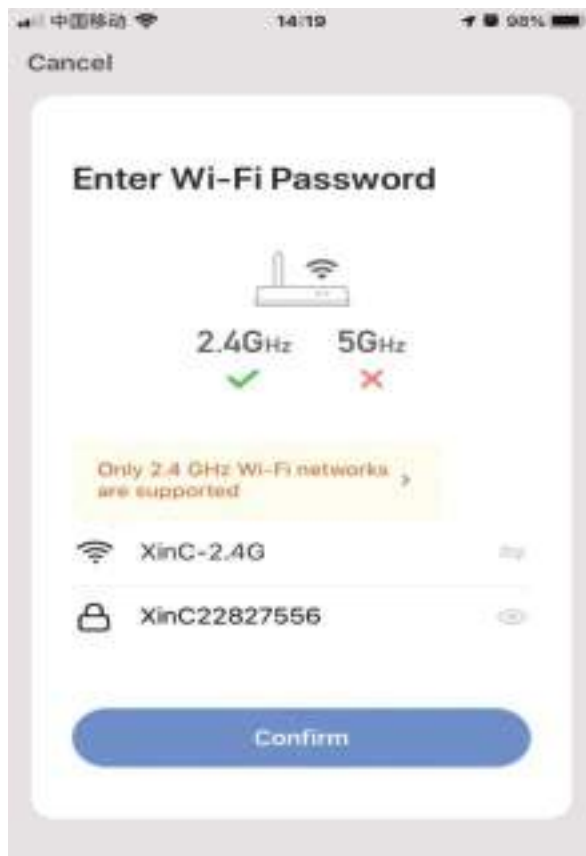 中国移动 14:19 98%
Cancel
Enter Wi-Fi Password
2.4GHz 5GHz
Only 2.4 GHz Wi-Fi networks
are supported
XinC-2.4G
XinC22827556
Confirm